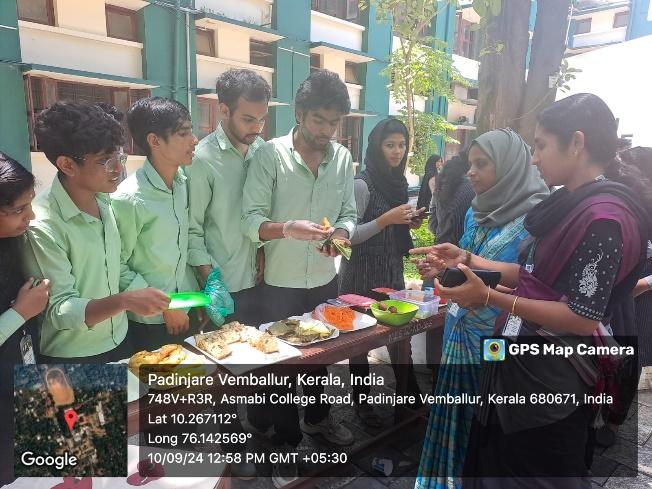 GPS Map Camera
Padinjare Vemballur, Kerala, India
748V+R3R, Asmabi College Road, Padinjare Vemballur, Kerala 680671, India
Lat 10.267112°
Long 76.142569°
10/09/24 12:58 PM GMT +05:30
Google